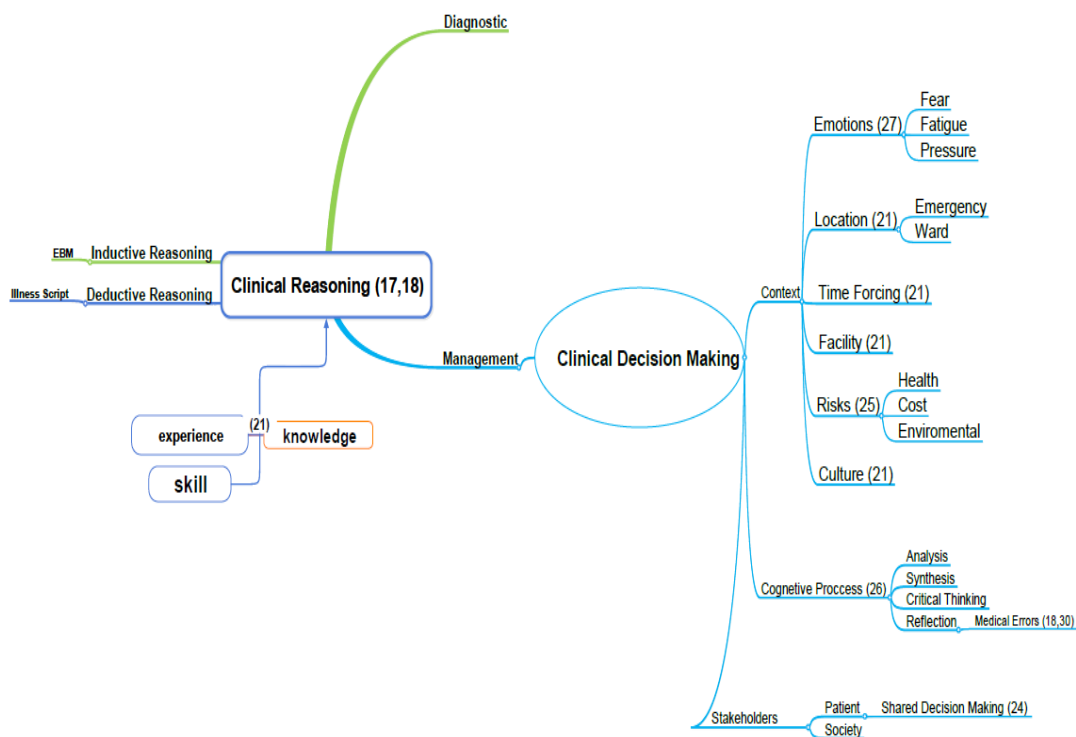 Diagnostic
EBM
Inductive Reasoning
Illness Script
Deductive Reasoning
Clinical Reasoning (17,18)
Management
experience
(21)
knowledge
skill
Clinical Decision Making
Context
Emotions (27)
Fear
Fatigue
Pressure
Location (21)
Emergency
Ward
Time Forcing (21)
Facility (21)
Risks (25)
Health
Cost
Enviromental
Culture (21)
Cognetive Proccess (26)
Analysis
Synthesis
Critical Thinking
Reflection
Medical Errors (18,30)
Stakeholders
Patient
Shared Decision Making (24)
Society